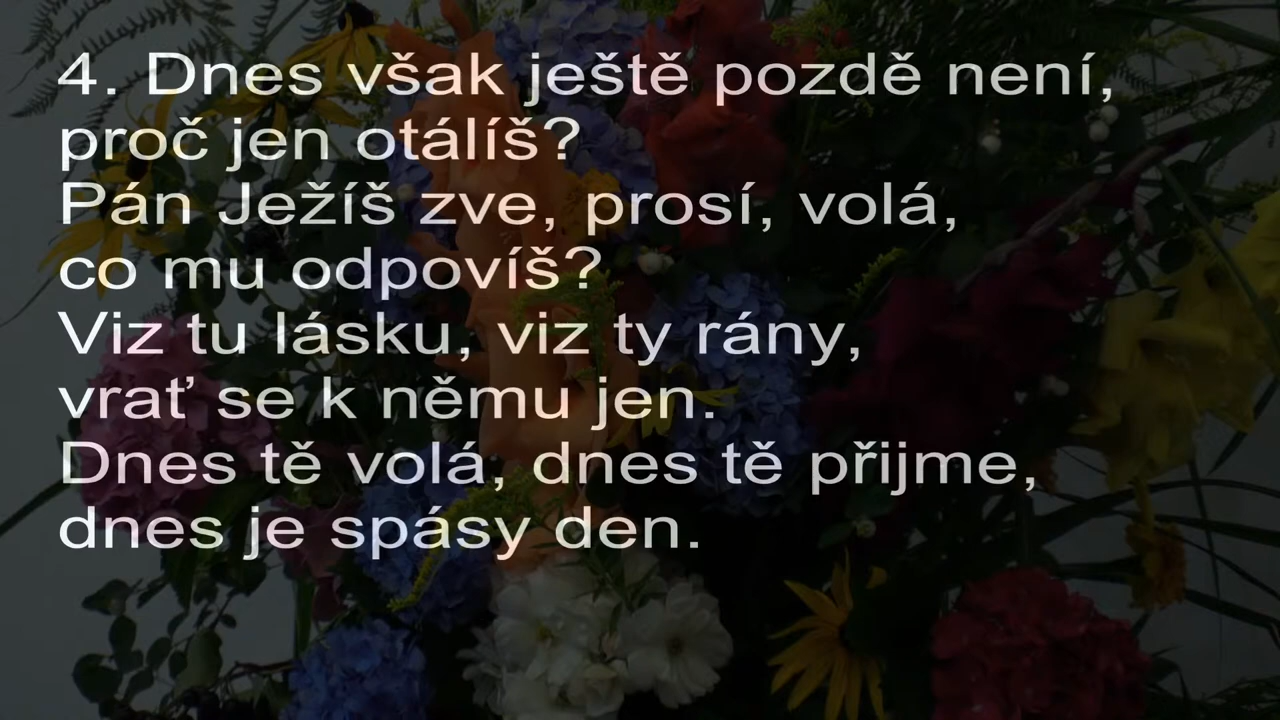 4. Dnes však ještě pozdě není,
proč jen otálíš?
Pán Ježíš zve, prosí, volá,
co mu odpovíš?
Viz tu lásku, viz ty rány,
vrať se k němu jen.
Dnes tě volá, dnes tě přijme,
dnes je spásy den.